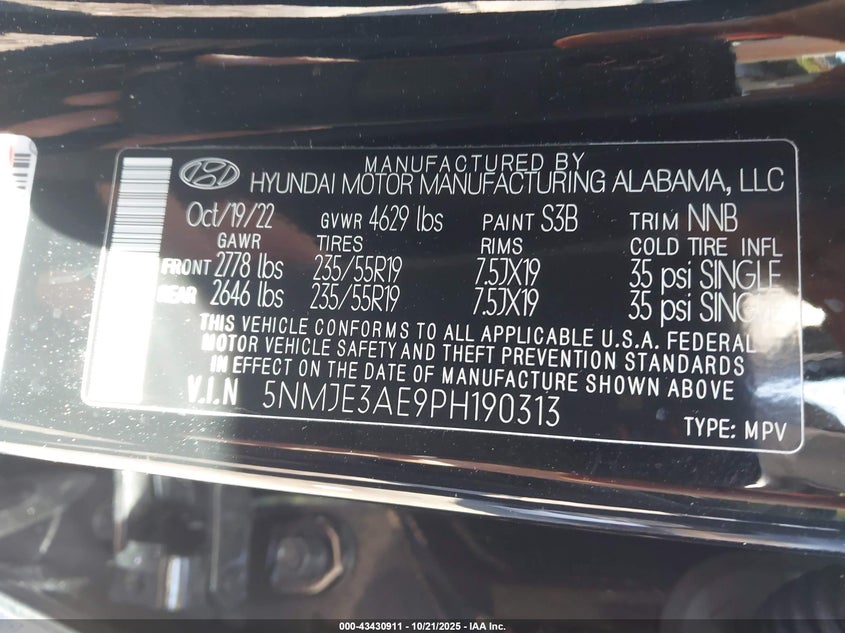 MANUFACTURED BY
HYUNDAI MOTOR MANUFACTURING ALABAMA, LLC
Oct/19/22 GVWR 4629 lbs PAINT S3B TRIM NNB
GAWR TIRES RIMS COLD TIRE INFL
FRONT 2778 lbs 235/55R19 7.5JX19 35 psi SINGLE
REAR 2646 lbs 235/55R19 7.5JX19 35 psi SINGLE
THIS VEHICLE CONFORMS TO ALL APPLICABLE U.S.A. FEDERAL
MOTOR VEHICLE SAFETY AND THEFT PREVENTION STANDARDS
IN EFFECT ON THE DATE OF MANUFACTURE SHOWN ABOVE
V.I.N 5NMJE3AE9PH190313
TYPE: MPV
000-43430911 - 10/21/2025 - IAA Inc.